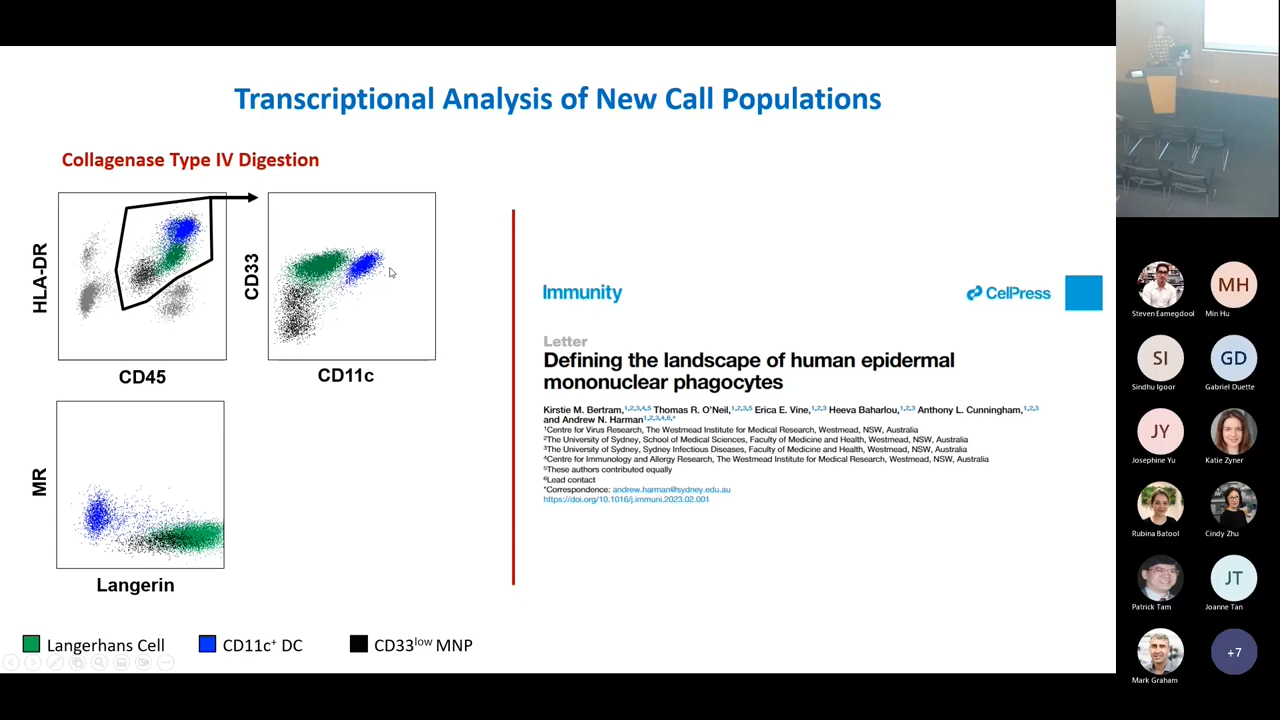 Transcriptional Analysis of New Call Populations
Collagenase Type IV Digestion
HLA-DR
CD45
CD33
CD11c
MR
Langerin
Langerhans Cell
CD11c⁺ DC
CD33ˡᵒʷ MNP
Immunity
CellPress
Letter
Defining the landscape of human epidermal
mononuclear phagocytes
Kirstie M. Bertram,1,2,3,4,5 Thomas R. O'Neil,1,2,3,5 Erica E. Vine,1,2,3 Heeva Baharlou,1,2,3 Anthony L. Cunningham,1,2,3
and Andrew N. Harman1,2,3,4,6,*
1Centre for Virus Research, The Westmead Institute for Medical Research, Westmead, NSW, Australia
2The University of Sydney, School of Medical Sciences, Faculty of Medicine and Health, Westmead, NSW, Australia
3The University of Sydney, Sydney Infectious Diseases, Faculty of Medicine and Health, Westmead, NSW, Australia
4Centre for Immunology and Allergy Research, The Westmead Institute for Medical Research, Westmead, NSW, Australia
5These authors contributed equally
6Lead contact
*Correspondence: andrew.harman@sydney.edu.au
https://doi.org/10.1016/j.immuni.2023.02.001
MH
Steven Eamegdool
Min Hu
SI
GD
Sindhu Igoor
Gabriel Duette
JY
Josephine Yu
Katie Zyner
Rubina Batool
Cindy Zhu
JT
Patrick Tam
Joanne Tan
+7
Mark Graham